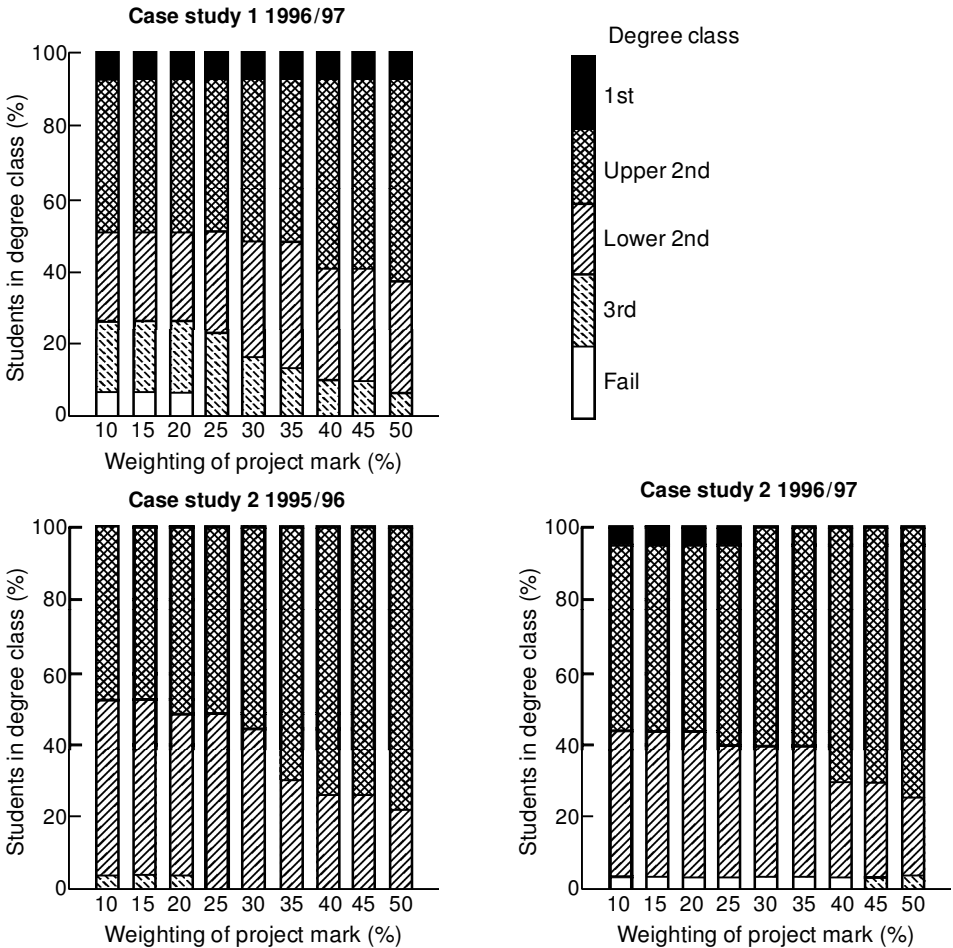 Case study 1 1996/97
Students in degree class (%)
100
80
60
40
20
0
10 15 20 25 30 35 40 45 50
Weighting of project mark (%)
Degree class
1st
Upper 2nd
Lower 2nd
3rd
Fail
Case study 2 1995/96
Students in degree class (%)
100
80
60
40
20
0
10 15 20 25 30 35 40 45 50
Weighting of project mark (%)
Case study 2 1996/97
Students in degree class (%)
100
80
60
40
20
0
10 15 20 25 30 35 40 45 50
Weighting of project mark (%)